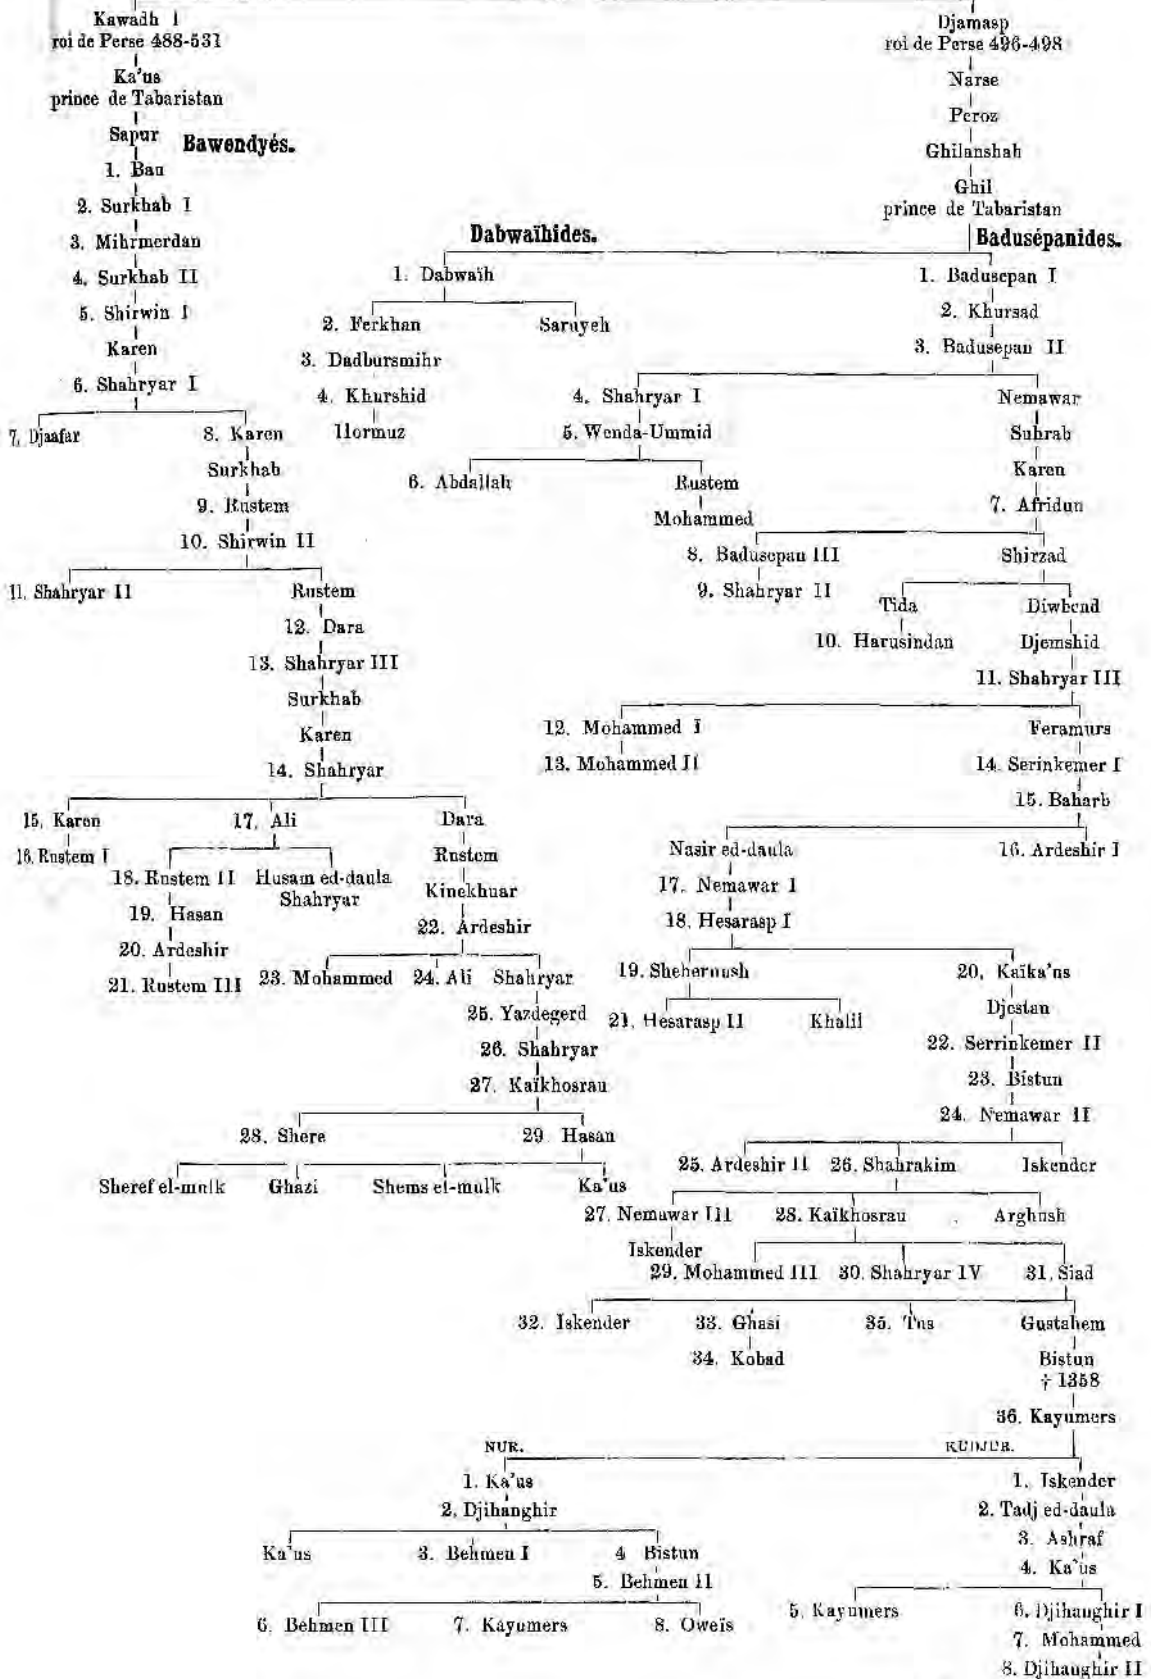 Kawadh I
roi de Perse 488-531
Djamasp
roi de Perse 496-498
Ka'us
prince de Tabaristan
Narse
Peroz
Sapur
Bawendyés.
Ghilanshah
1. Bau
Ghil
prince de Tabaristan
2. Surkhab I
3. Mihrmerdan
Dabwaïhides.
Badusépanides.
4. Surkhab II
1. Dabwaïh
1. Badusepan I
5. Shirwin I
2. Ferkhan
Saruyeh
2. Khursad
Karen
3. Dadbursmihr
3. Badusepan II
6. Shahryar I
4. Khurshid
4. Shahryar I
Nemawar
7. Djaafar
8. Karen
Hormuz
5. Wenda-Ummid
Suhrab
Surkhab
6. Abdallah
Rustem
Karen
9. Rustem
Mohammed
7. Afridun
10. Shirwin II
8. Badusepan III
Shirzad
11. Shahryar II
Rustem
9. Shahryar II
Tida
Diwbend
12. Dara
10. Harusindan
Djemshid
13. Shahryar III
11. Shahryar III
Surkhab
12. Mohammed I
Feramurs
Karen
13. Mohammed II
14. Serinkemer I
14. Shahryar
15. Baharb
15. Karen
17. Ali
Dara
16. Rustem I
Rustem
Nasir ed-daula
16. Ardeshir I
18. Rustem II
Husam ed-daula
Shahryar
Kinekhuar
17. Nemawar I
19. Hasan
22. Ardeshir
18. Hesarasp I
20. Ardeshir
21. Rustem III
23. Mohammed
24. Ali
Shahryar
19. Shehernush
20. Kaïka'us
25. Yazdegerd
21. Hesarasp II
Khalil
Djestan
26. Shahryar
22. Serrinkemer II
27. Kaïkhosrau
23. Bistun
24. Nemawar II
28. Shere
29 Hasan
25. Ardeshir II
26. Shahrakim
Iskender
Sheref el-mulk
Ghazi
Shems el-mulk
Ka'us
27. Nemawar III
28. Kaïkhosrau
Arghush
Iskender
29. Mohammed III
30. Shahryar IV
31. Siad
32. Iskender
33. Ghasi
35. Tus
Gustahem
34. Kobad
Bistun
† 1358
36. Kayumers
NUR.
KUDJUR.
1. Ka'us
1. Iskender
2. Djihanghir
2. Tadj ed-daula
Ka'us
3. Behmen I
4 Bistun
3. Ashraf
5. Behmen II
4. Ka'us
6. Behmen III
7. Kayumers
8. Oweïs
5. Kayumers
6. Djihanghir I
7. Mohammed
8. Djihanghir II